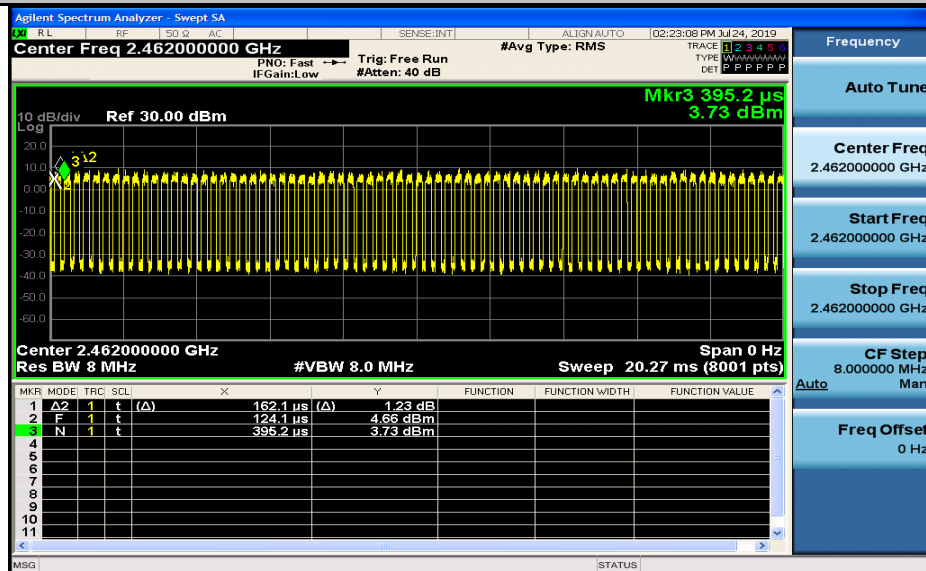 Agilent Spectrum Analyzer - Swept SA
LXI RL RF 50 Ω AC SENSE:INT ALIGN AUTO 02:23:08 PM Jul 24, 2019
Center Freq 2.462000000 GHz
PNO: Fast
IFGain:Low
Trig: Free Run
#Atten: 40 dB
#Avg Type: RMS
TRACE 1 2 3 4 5 6
TYPE WWWWWW
DET P P P P P P
Mkr3 395.2 µs
3.73 dBm
10 dB/div Ref 30.00 dBm
Log
20.0
10.0
0.00
-10.0
-20.0
-30.0
-40.0
-50.0
-60.0
3
Center 2.462000000 GHz Span 0 Hz
Res BW 8 MHz #VBW 8.0 MHz Sweep 20.27 ms (8001 pts)
MKR MODE TRC SCL X Y FUNCTION FUNCTION WIDTH FUNCTION VALUE
1 Δ2 1 t (Δ) 162.1 µs (Δ) 1.23 dB
2 F 1 t 124.1 µs 4.66 dBm
3 N 1 t 395.2 µs 3.73 dBm
4
5
6
7
8
9
10
11
MSG STATUS
Frequency
Auto Tune
Center Freq
2.462000000 GHz
Start Freq
2.462000000 GHz
Stop Freq
2.462000000 GHz
CF Step
8.000000 MHz
Auto Man
Freq Offset
0 Hz